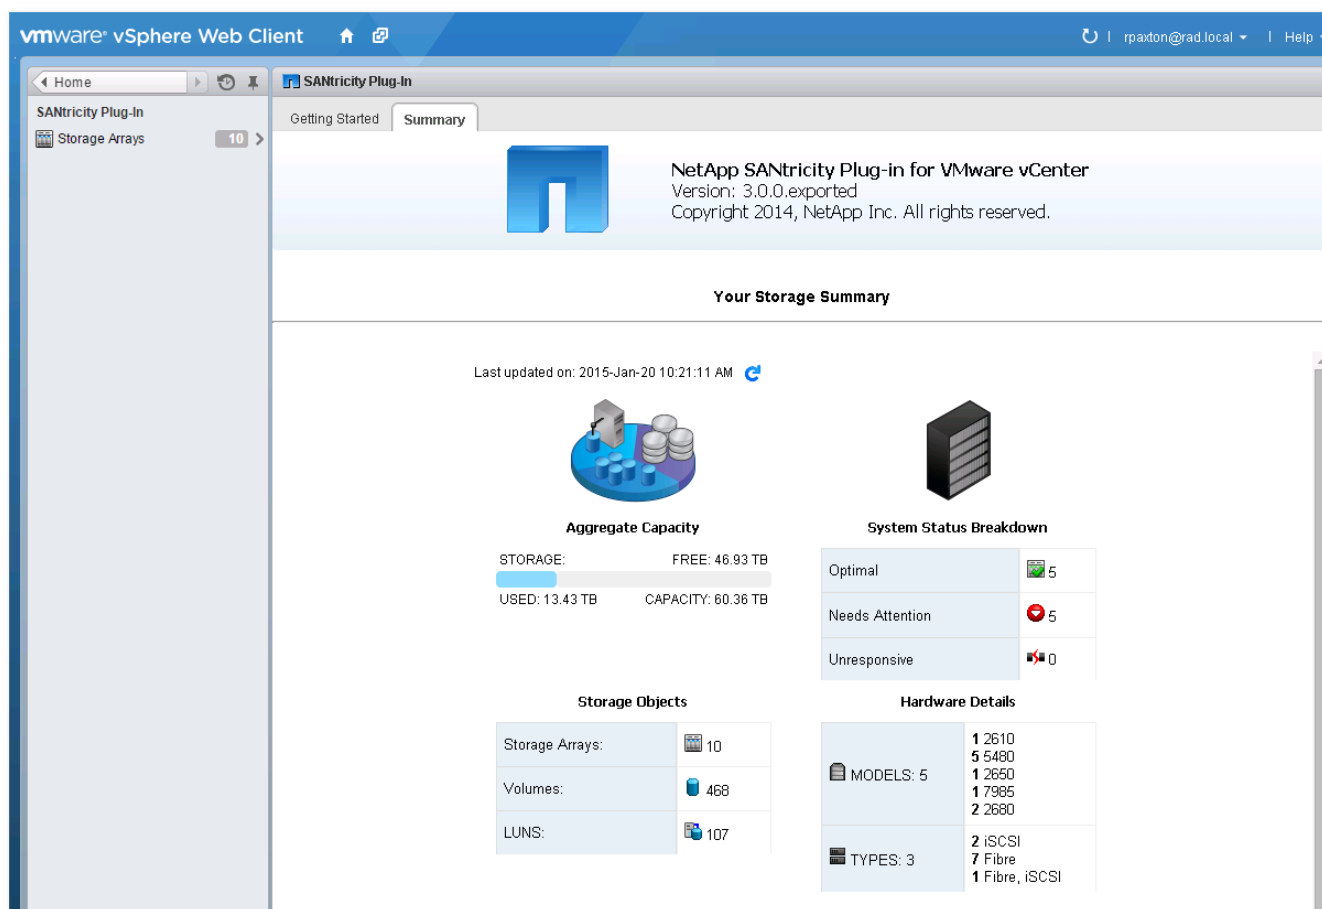 vmware® vSphere Web Client
rpaxton@rad.local
Help
Home
SANtricity Plug-In
Storage Arrays 10
SANtricity Plug-In
Getting Started Summary
NetApp SANtricity Plug-in for VMware vCenter
Version: 3.0.0.exported
Copyright 2014, NetApp Inc. All rights reserved.
Your Storage Summary
Last updated on: 2015-Jan-20 10:21:11 AM
Aggregate Capacity
STORAGE: FREE: 46.93 TB
USED: 13.43 TB CAPACITY: 60.36 TB
System Status Breakdown
Optimal 5
Needs Attention 5
Unresponsive 0
Storage Objects
Storage Arrays: 10
Volumes: 468
LUNS: 107
Hardware Details
MODELS: 5
1 2610
5 5480
1 2650
1 7985
2 2680
TYPES: 3
2 iSCSI
7 Fibre
1 Fibre, iSCSI